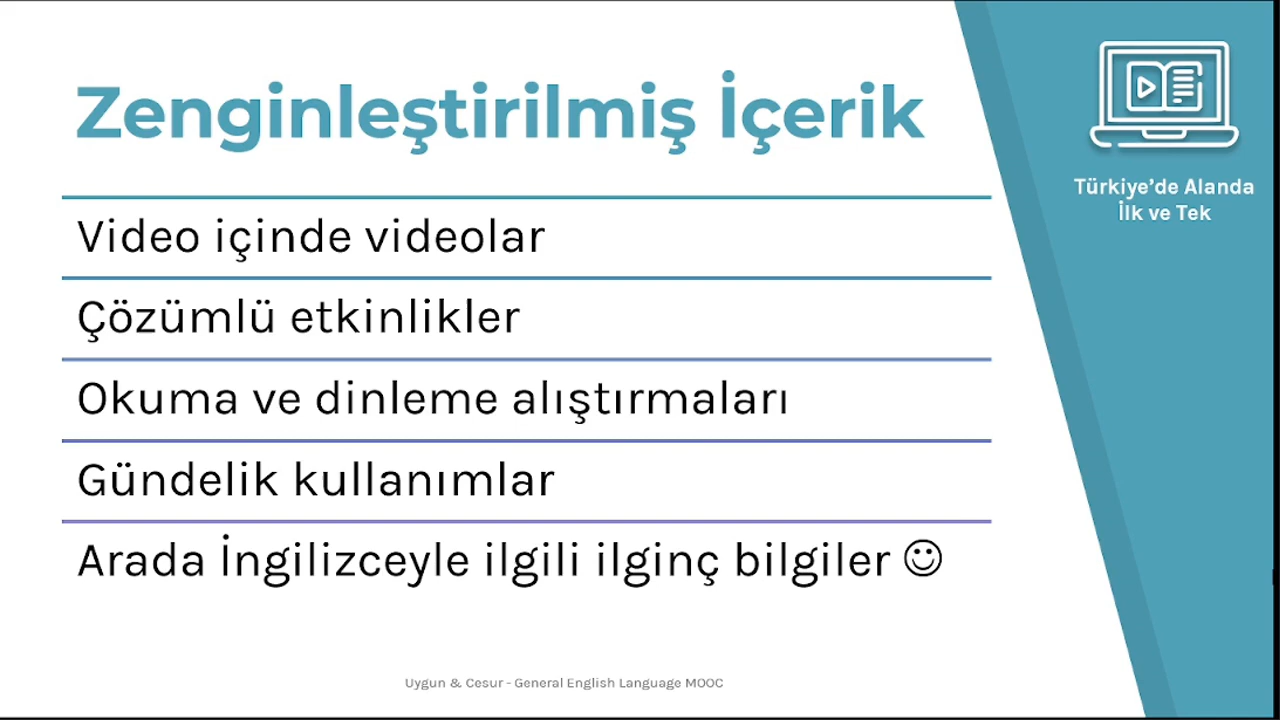 Zenginleştirilmiş İçerik
Türkiye’de Alanda
İlk ve Tek
Video içinde videolar
Çözümlü etkinlikler
Okuma ve dinleme alıştırmaları
Gündelik kullanımlar
Arada İngilizceyle ilgili ilginç bilgiler ☺
Uygun & Cesur - General English Language MOOC